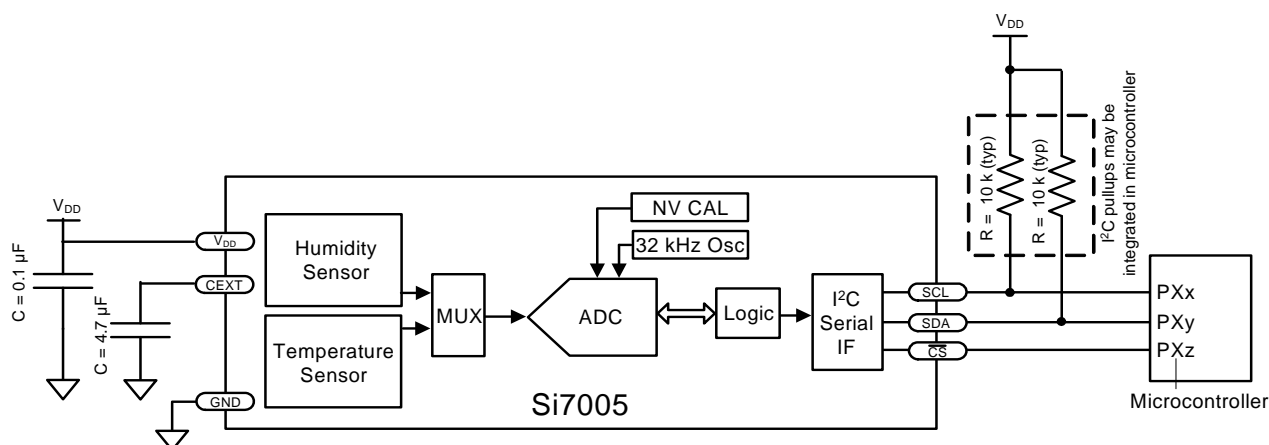 VDD
R = 10 k (typ)
R = 10 k (typ)
I²C pullups may be
integrated in microcontroller
VDD
C = 0.1 µF
VDD
CEXT
C = 4.7 µF
GND
Humidity
Sensor
Temperature
Sensor
MUX
NV CAL
32 kHz Osc
ADC
Logic
I²C
Serial
IF
SCL
SDA
CS
PXx
PXy
PXz
Microcontroller
Si7005